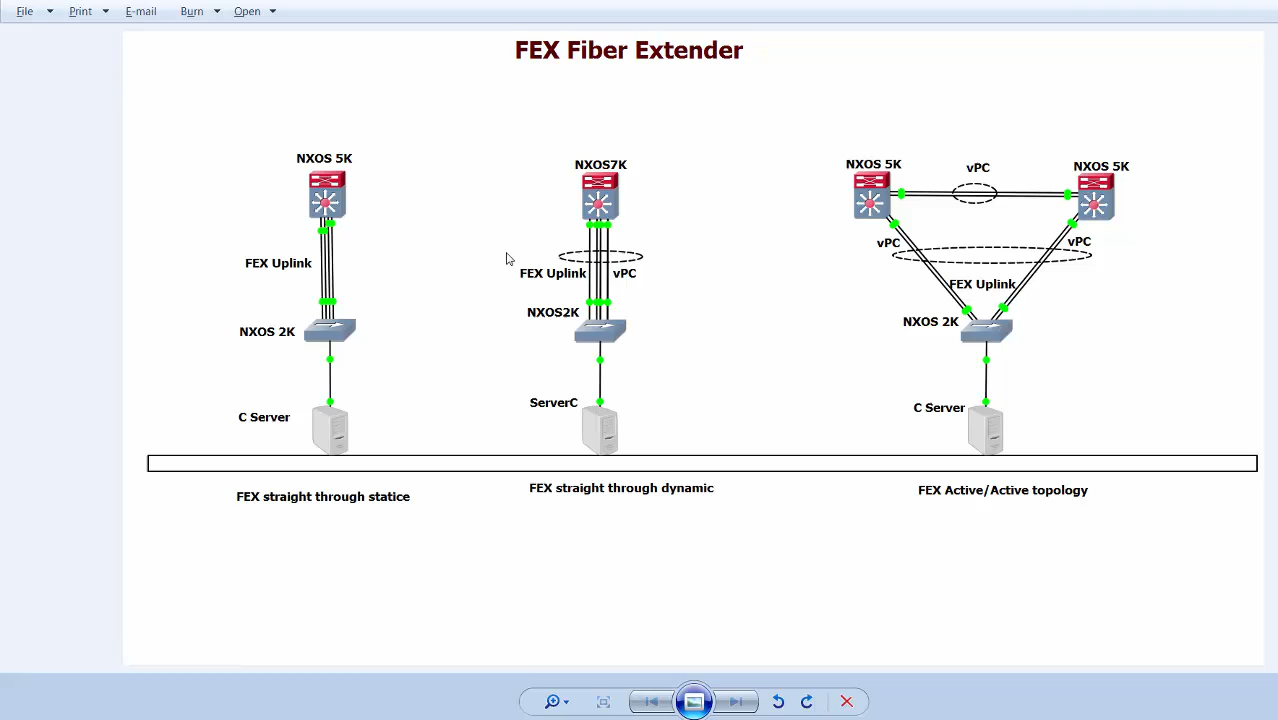 File Print E-mail Burn Open
FEX Fiber Extender
NXOS 5K
FEX Uplink
NXOS 2K
C Server
FEX straight through statice
NXOS7K
FEX Uplink vPC
NXOS2K
ServerC
FEX straight through dynamic
NXOS 5K vPC NXOS 5K
vPC vPC
FEX Uplink
NXOS 2K
C Server
FEX Active/Active topology